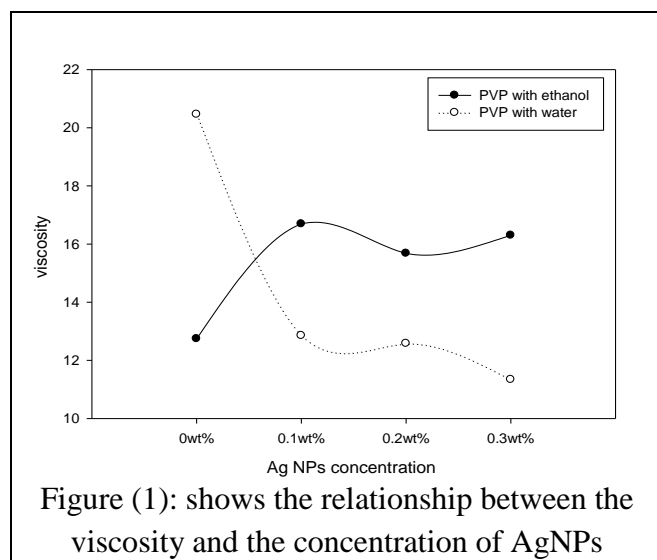 22
20
18
16
14
12
10
viscosity
PVP with ethanol
PVP with water
0wt%
0.1wt%
0.2wt%
0.3wt%
Ag NPs concentration
Figure (1): shows the relationship between the
viscosity and the concentration of AgNPs